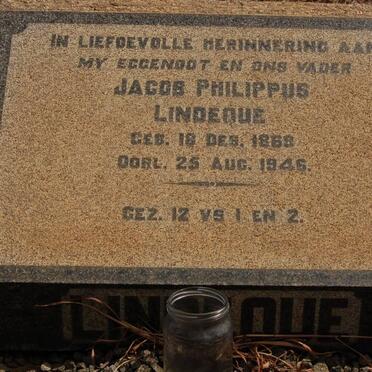 IN LIEFDEVOLLE HERINNERING AAN
MY EGGENOOT EN ONS VADER
JACOB PHILIPPUS
LINDEQUE
GEB. 16 DES. 1868
OORL. 25 AUG. 1946.
GEZ. 12 VS 1 EN 2.
LINDEQUE